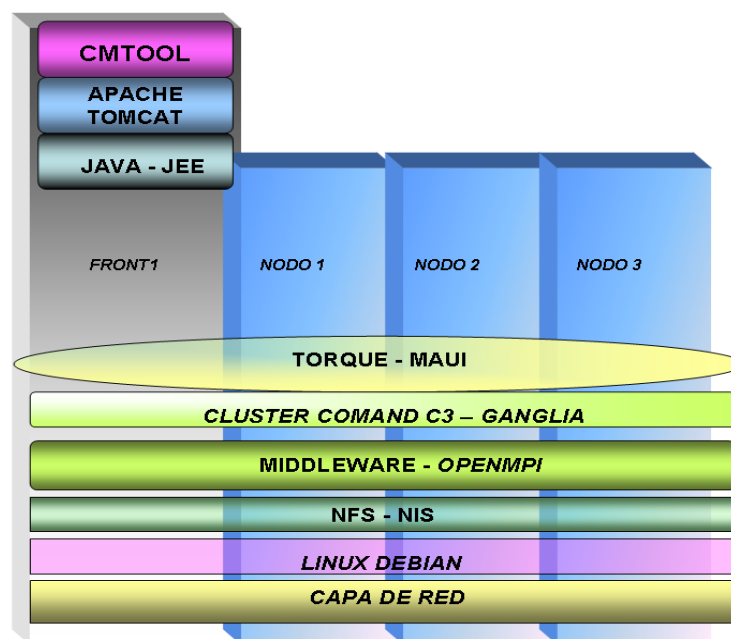 CMTOOL
APACHE
TOMCAT
JAVA - JEE
FRONT1
NODO 1
NODO 2
NODO 3
TORQUE - MAUI
CLUSTER COMAND C3 – GANGLIA
MIDDLEWARE - OPENMPI
NFS - NIS
LINUX DEBIAN
CAPA DE RED